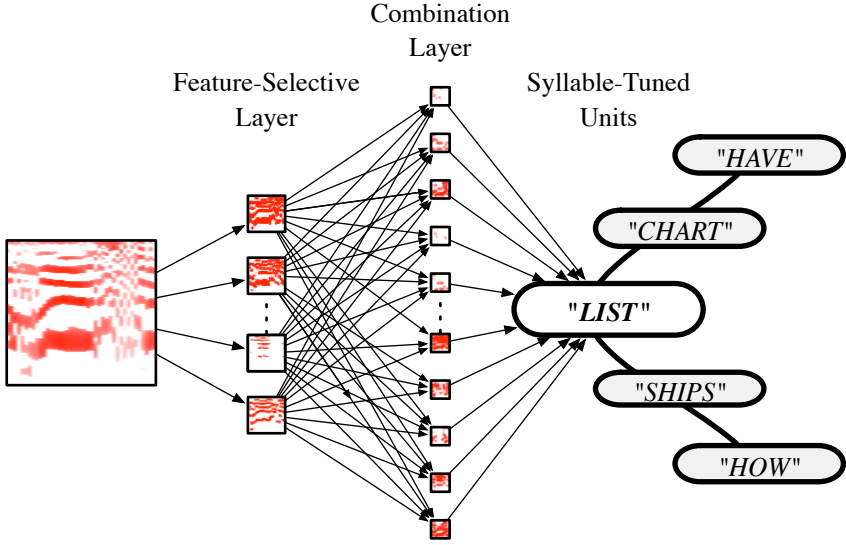 Combination
Layer
Feature-Selective
Layer
Syllable-Tuned
Units
"HAVE"
"CHART"
"LIST"
"SHIPS"
"HOW"